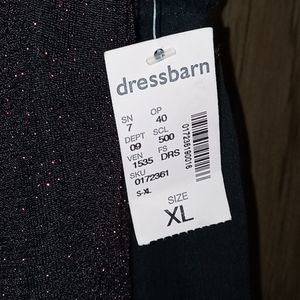 dressbarn
SN OP
7 40
DEPT SCL
09 500
VEN FS
1535 DRS
SKU
0172361
S-XL
SIZE
XL